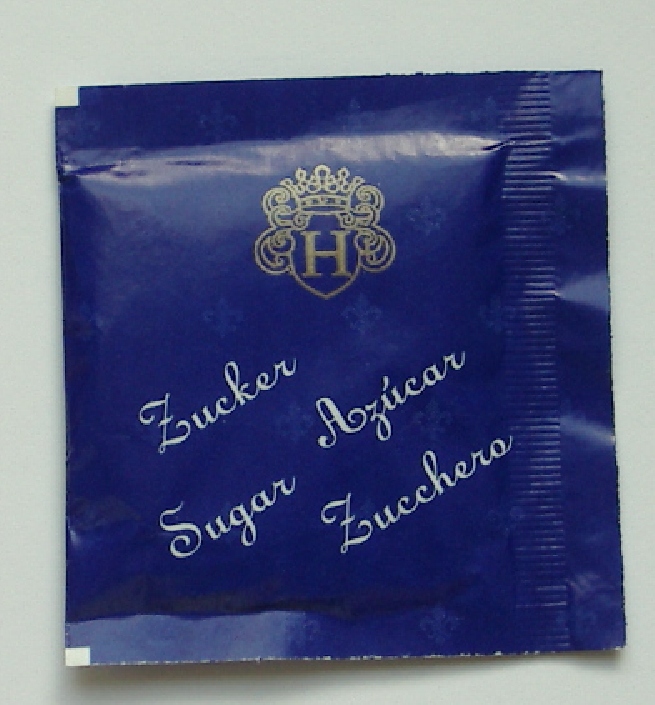 H
Zucker
Azúcar
Sugar
Zucchero